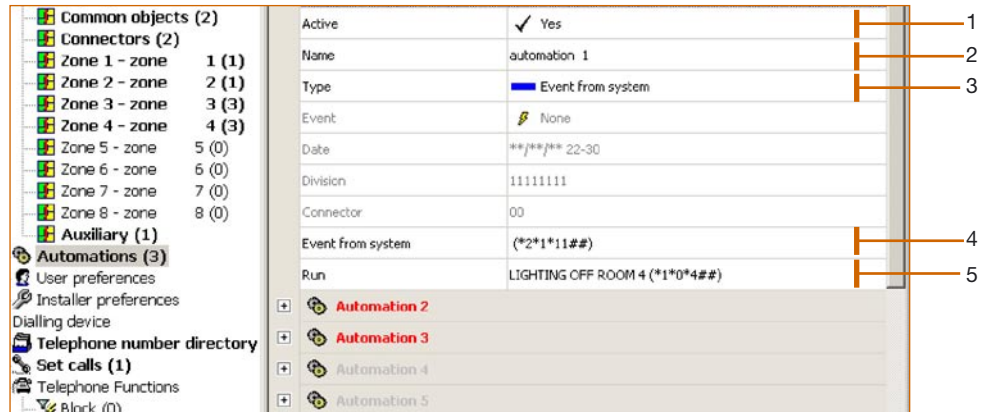 Common objects (2)
Connectors (2)
Zone 1 - zone 1 (1)
Zone 2 - zone 2 (1)
Zone 3 - zone 3 (3)
Zone 4 - zone 4 (3)
Zone 5 - zone 5 (0)
Zone 6 - zone 6 (0)
Zone 7 - zone 7 (0)
Zone 8 - zone 8 (0)
Auxiliary (1)
Automations (3)
User preferences
Installer preferences
Dialling device
Telephone number directory
Set calls (1)
Telephone Functions
Block (0)
Active Yes 1
Name automation 1 2
Type Event from system 3
Event None
Date **/**/** 22-30
Division 11111111
Connector 00
Event from system (*2*1*11##) 4
Run LIGHTING OFF ROOM 4 (*1*0*4##) 5
Automation 2
Automation 3
Automation 4
Automation 5